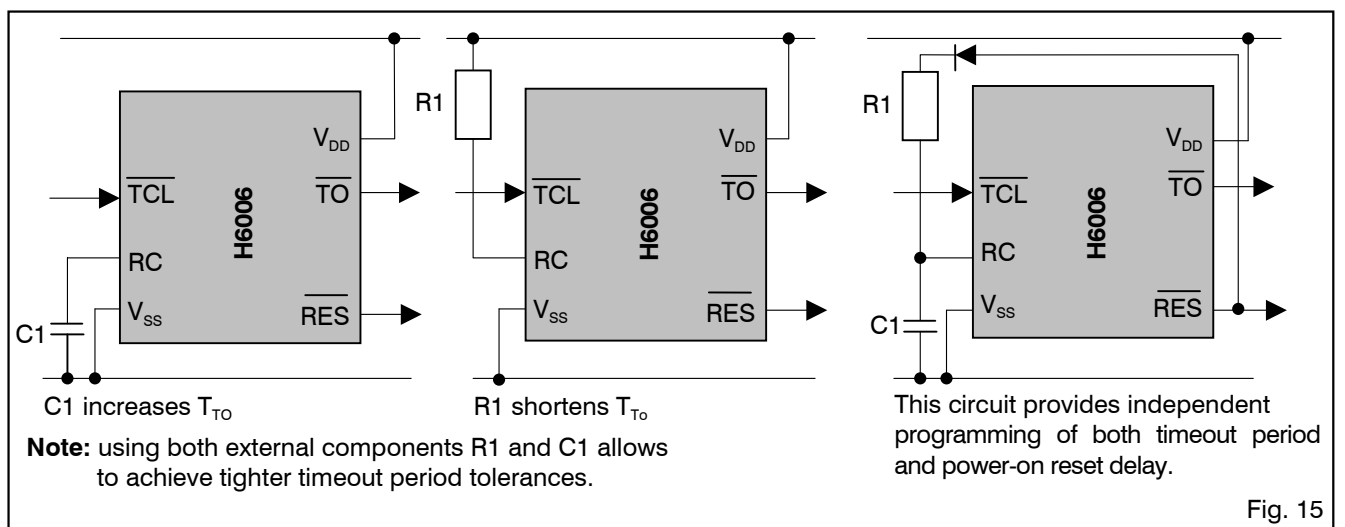 V_DD
TCL
TO
H6006
RC
V_SS
RES
C1
C1 increases T_TO
R1
V_DD
TCL
TO
H6006
RC
V_SS
RES
R1 shortens T_To
Note: using both external components R1 and C1 allows
to achieve tighter timeout period tolerances.
R1
V_DD
TCL
TO
H6006
RC
V_SS
RES
C1
This circuit provides independent
programming of both timeout period
and power-on reset delay.
Fig. 15